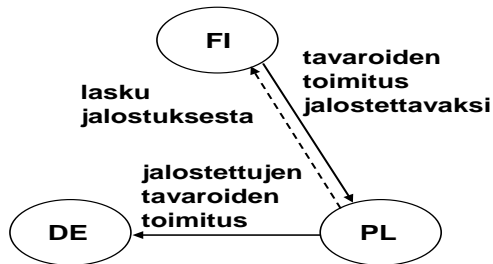 FI
tavaroiden
toimitus
jalostettavaksi
lasku
jalostuksesta
jalostettujen
tavaroiden
toimitus
DE
PL